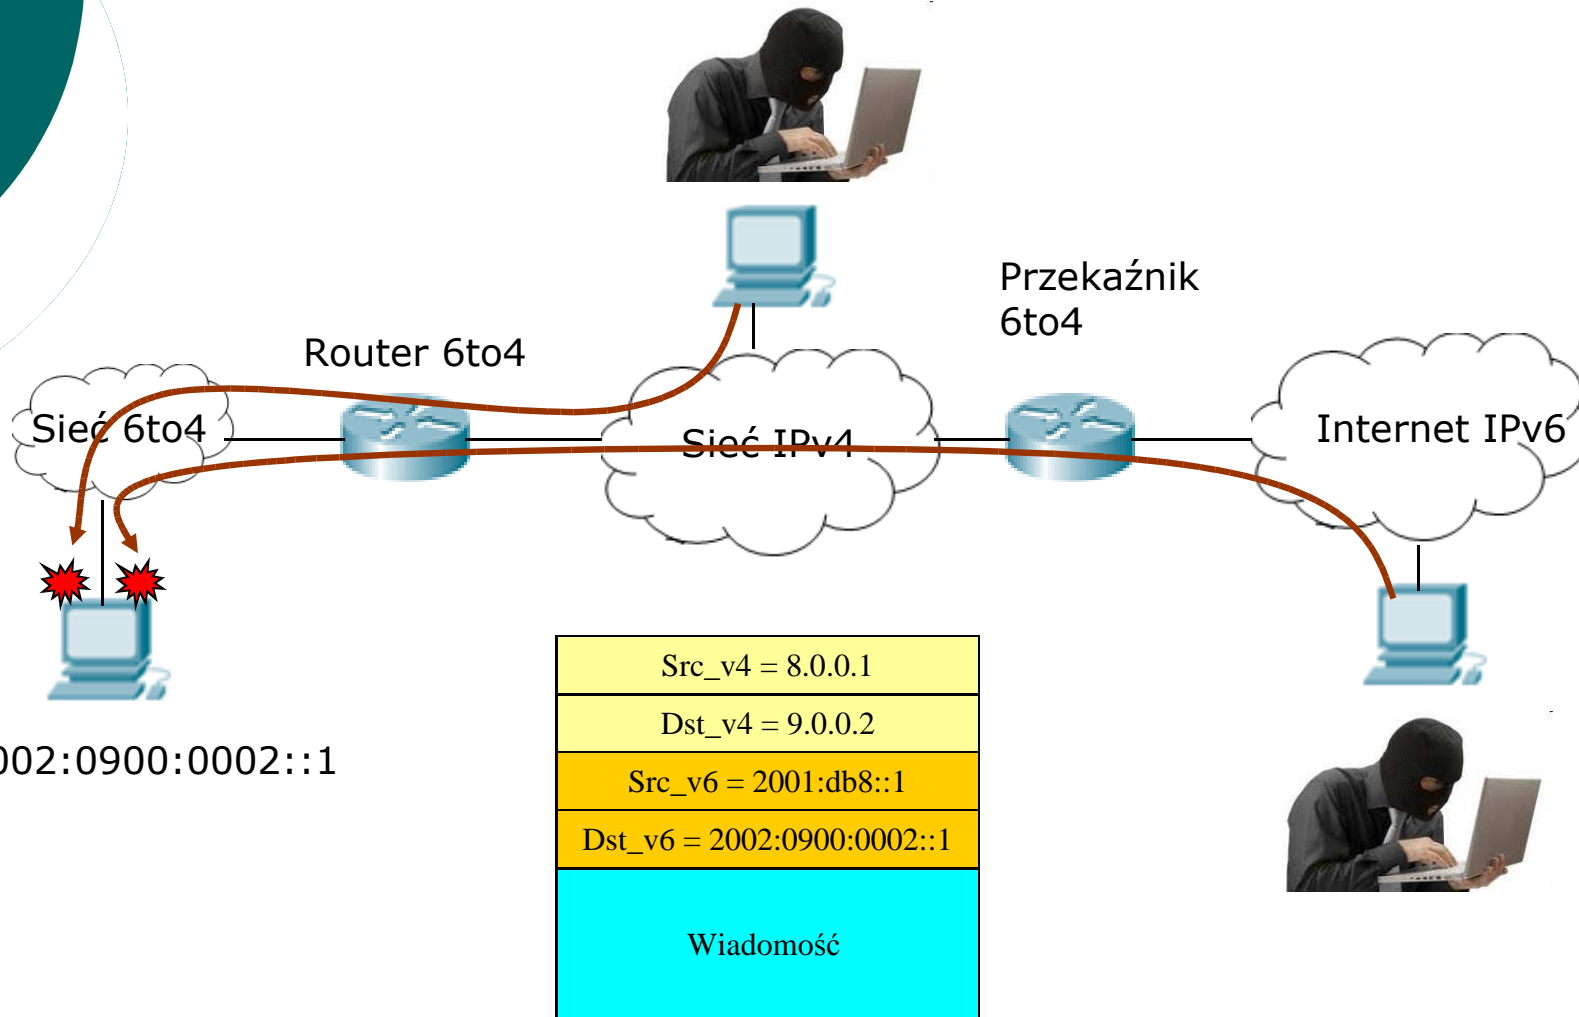 Przekaźnik
6to4
Router 6to4
Sieć 6to4
Sieć IPv4
Internet IPv6
002:0900:0002::1
Src_v4 = 8.0.0.1
Dst_v4 = 9.0.0.2
Src_v6 = 2001:db8::1
Dst_v6 = 2002:0900:0002::1
Wiadomość